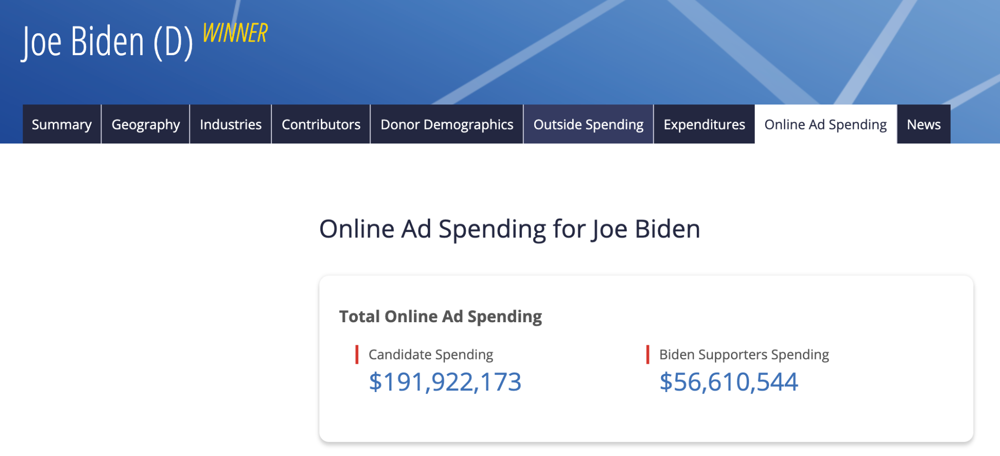 Joe Biden (D) WINNER
Summary Geography Industries Contributors Donor Demographics Outside Spending Expenditures Online Ad Spending News
Online Ad Spending for Joe Biden
Total Online Ad Spending
Candidate Spending Biden Supporters Spending
$191,922,173 $56,610,544